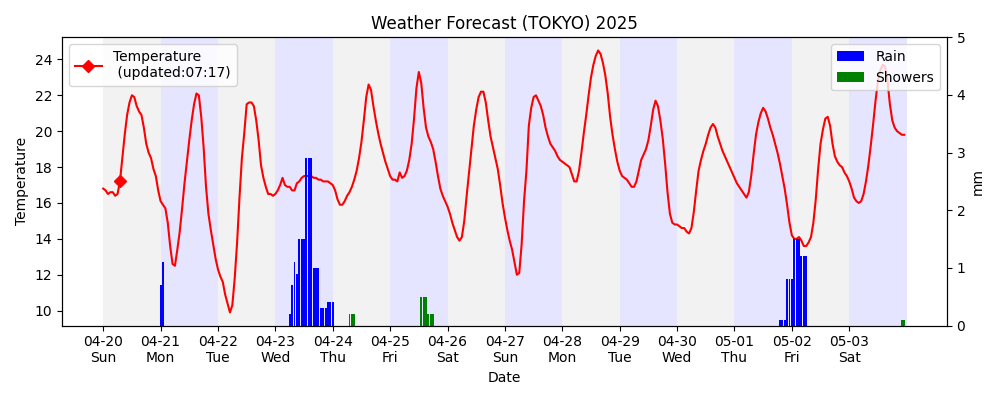 Weather Forecast (TOKYO) 2025
Temperature
(updated:07:17)
Rain
Showers
24
22
20
18
16
14
12
10
Temperature
5
4
3
2
1
0
mm
04-20 04-21 04-22 04-23 04-24 04-25 04-26 04-27 04-28 04-29 04-30 05-01 05-02 05-03
Sun Mon Tue Wed Thu Fri Sat Sun Mon Tue Wed Thu Fri Sat
Date